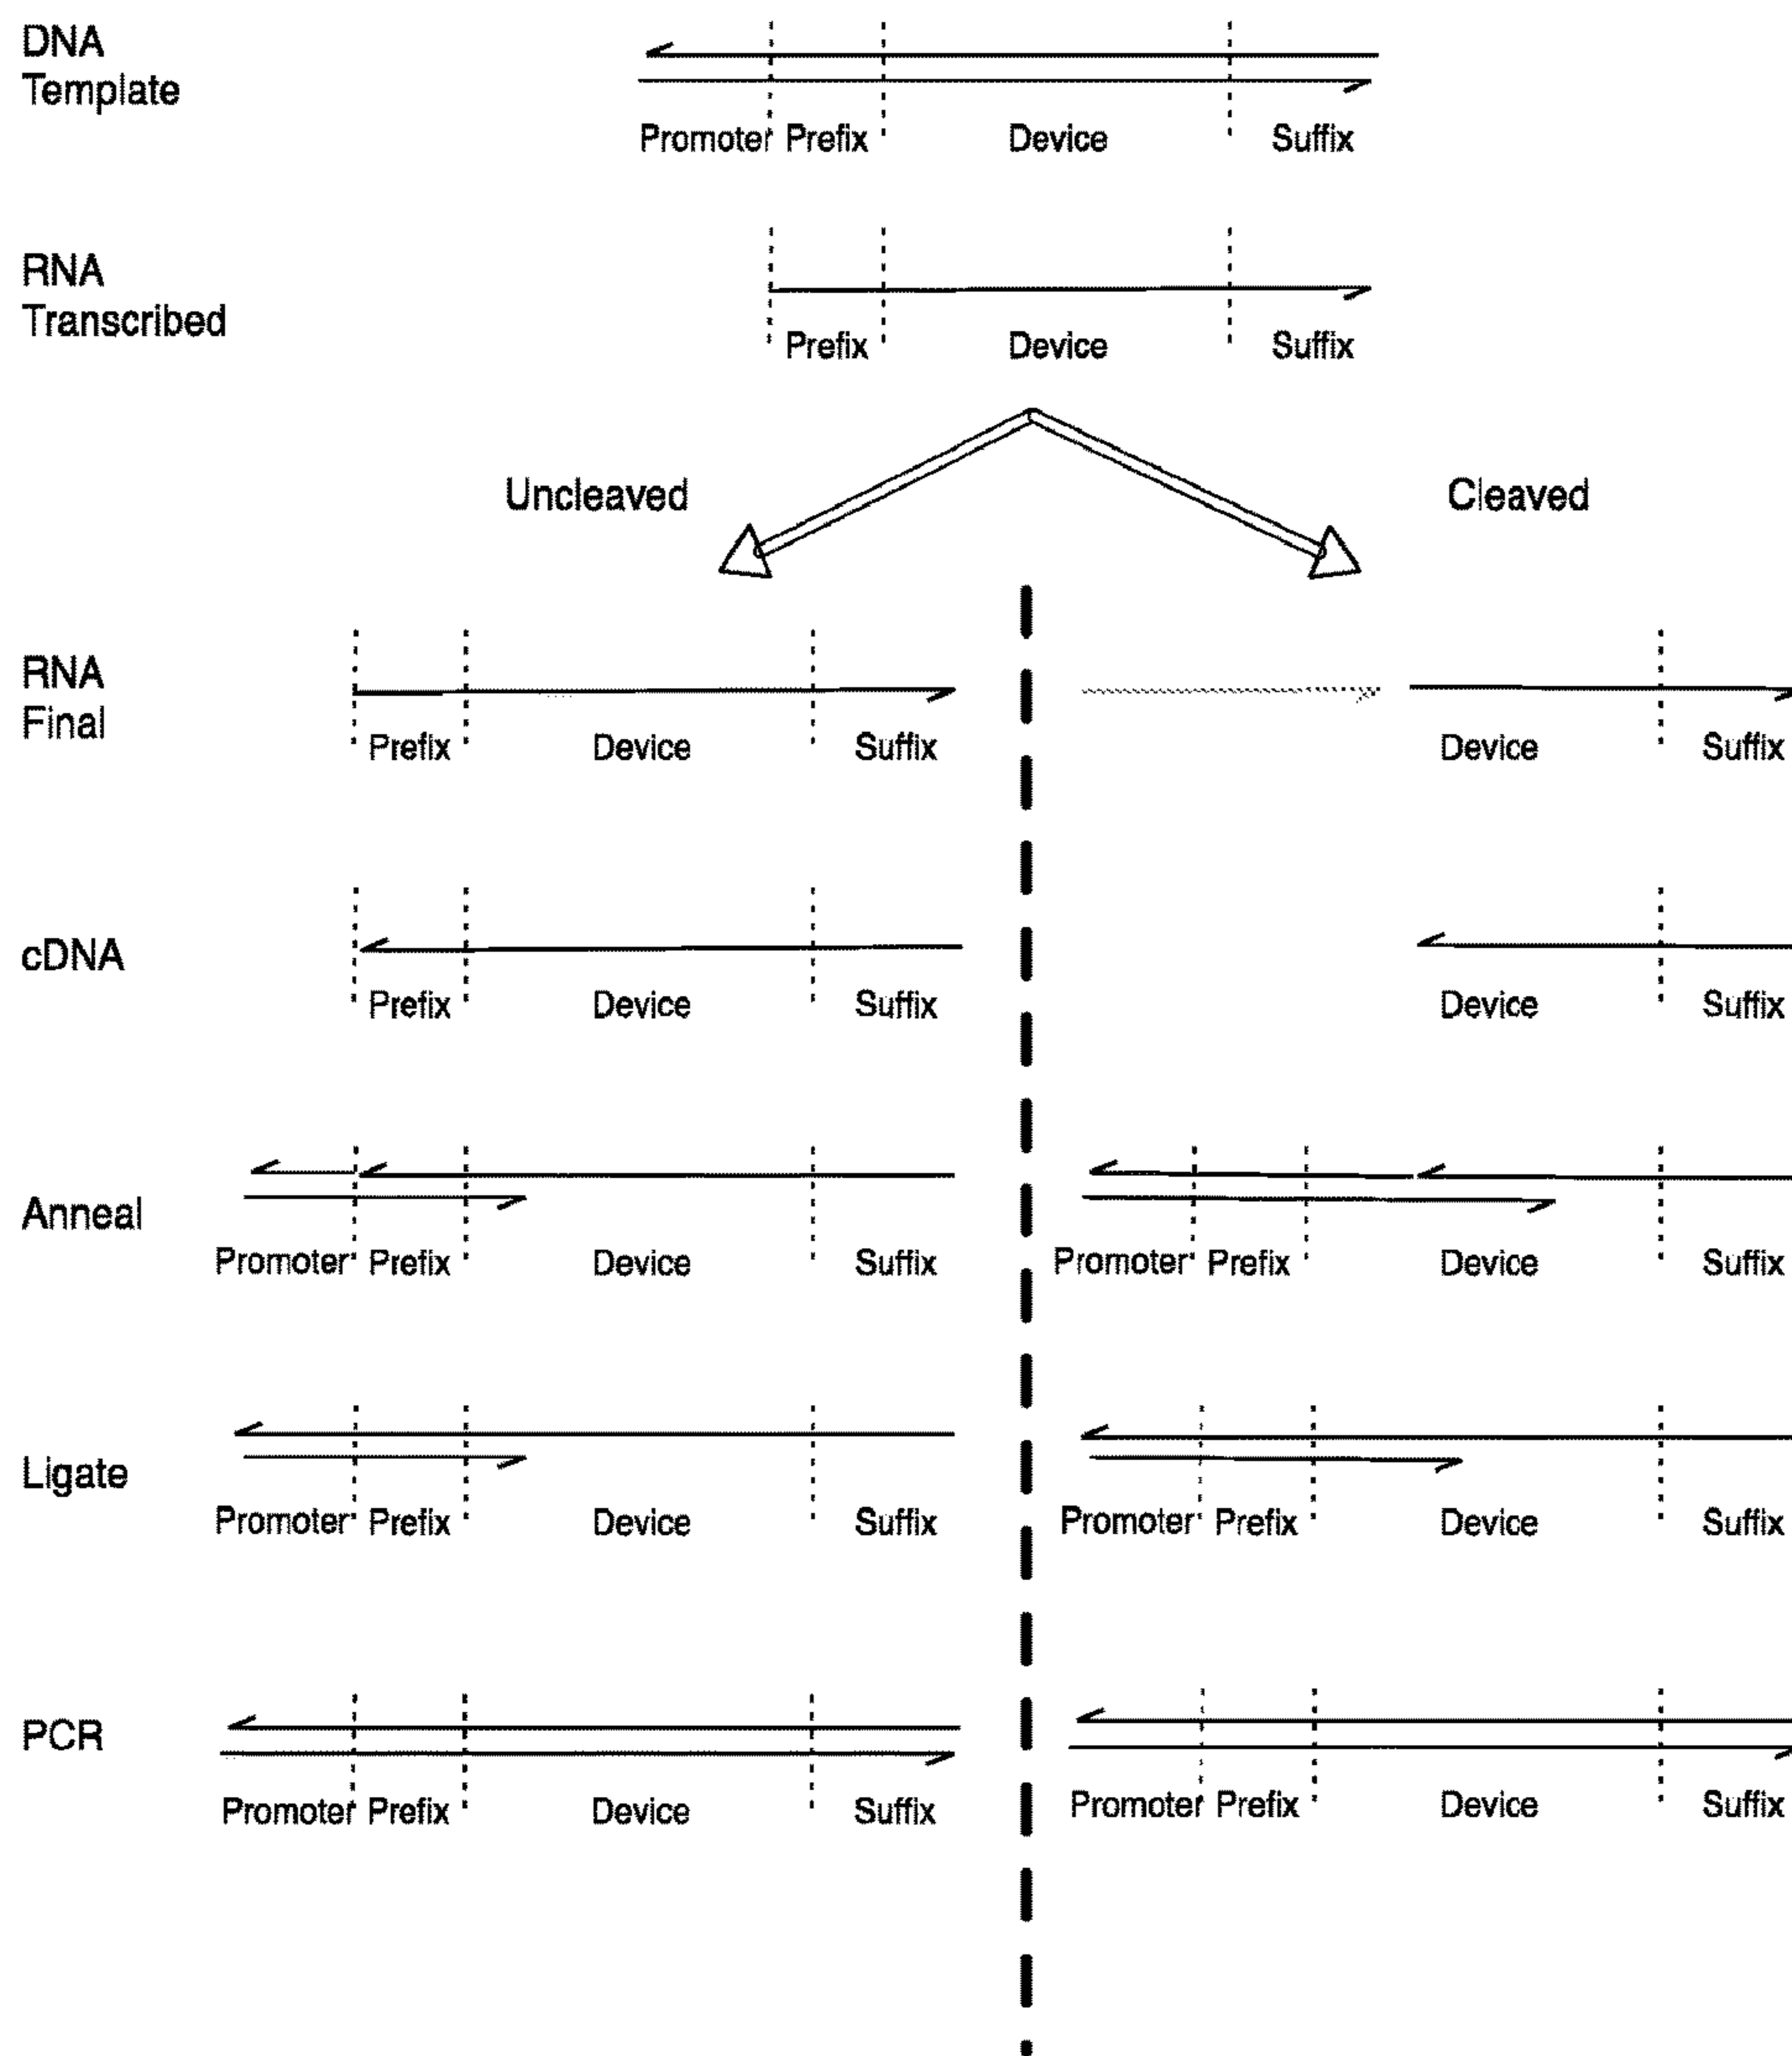 DNA
Template
Promoter Prefix Device Suffix
RNA
Transcribed
Prefix Device Suffix
Uncleaved Cleaved
RNA
Final
Prefix Device Suffix Device Suffix
cDNA
Prefix Device Suffix Device Suffix
Anneal
Promoter Prefix Device Suffix Promoter Prefix Device Suffix
Ligate
Promoter Prefix Device Suffix Promoter Prefix Device Suffix
PCR
Promoter Prefix Device Suffix Promoter Prefix Device Suffix